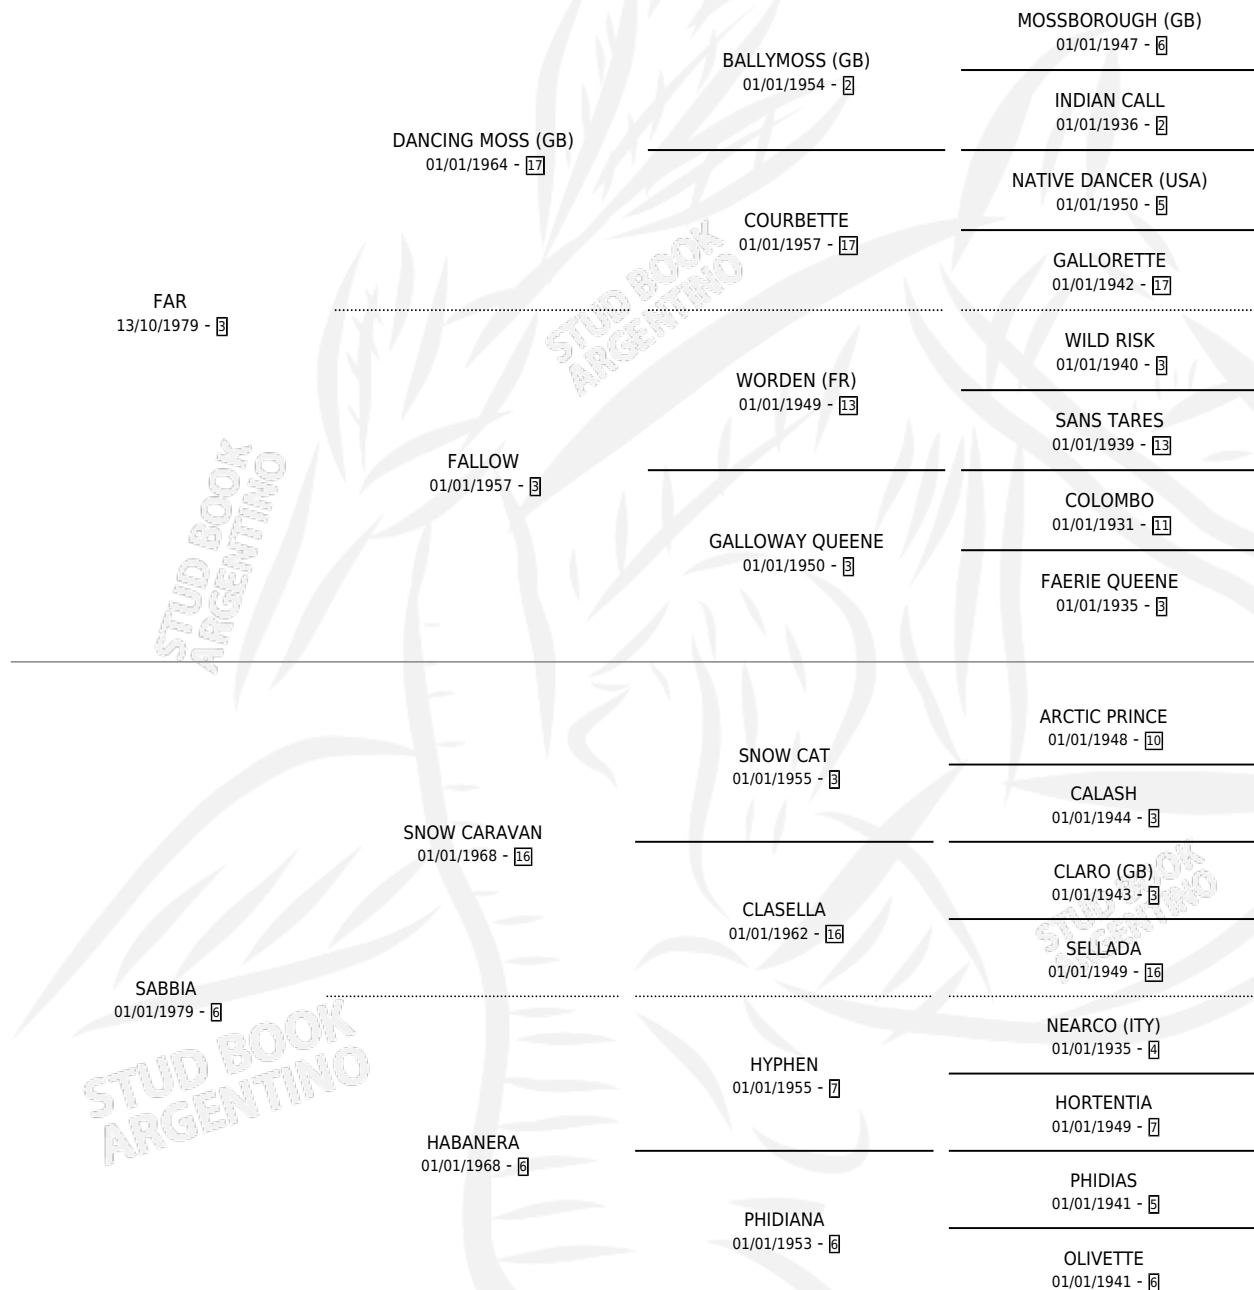 MOSSBOROUGH (GB)
01/01/1947 - 6
BALLYMOSS (GB)
01/01/1954 - 2
INDIAN CALL
01/01/1936 - 2
DANCING MOSS (GB)
01/01/1964 - 17
NATIVE DANCER (USA)
01/01/1950 - 5
COURBETTE
01/01/1957 - 17
GALLORETTE
01/01/1942 - 17
FAR
13/10/1979 - 3
WILD RISK
01/01/1940 - 3
WORDEN (FR)
01/01/1949 - 13
SANS TARES
01/01/1939 - 13
FALLOW
01/01/1957 - 3
COLOMBO
01/01/1931 - 11
GALLOWAY QUEENE
01/01/1950 - 3
FAERIE QUEENE
01/01/1935 - 3
ARCTIC PRINCE
01/01/1948 - 10
SNOW CAT
01/01/1955 - 3
CALASH
01/01/1944 - 3
SNOW CARAVAN
01/01/1968 - 16
CLARO (GB)
01/01/1943 - 3
CLASELLA
01/01/1962 - 16
SELLADA
01/01/1949 - 16
SABBIA
01/01/1979 - 6
NEARCO (ITY)
01/01/1935 - 4
HYPHEN
01/01/1955 - 7
HORTENTIA
01/01/1949 - 7
HABANERA
01/01/1968 - 6
PHIDIAS
01/01/1941 - 5
PHIDIANA
01/01/1953 - 6
OLIVETTE
01/01/1941 - 6
STUD BOOK
ARGENTINO
STUD BOOK
ARGENTINO
STUD BOOK
ARGENTINO
STUD BOOK
ARGENTINO